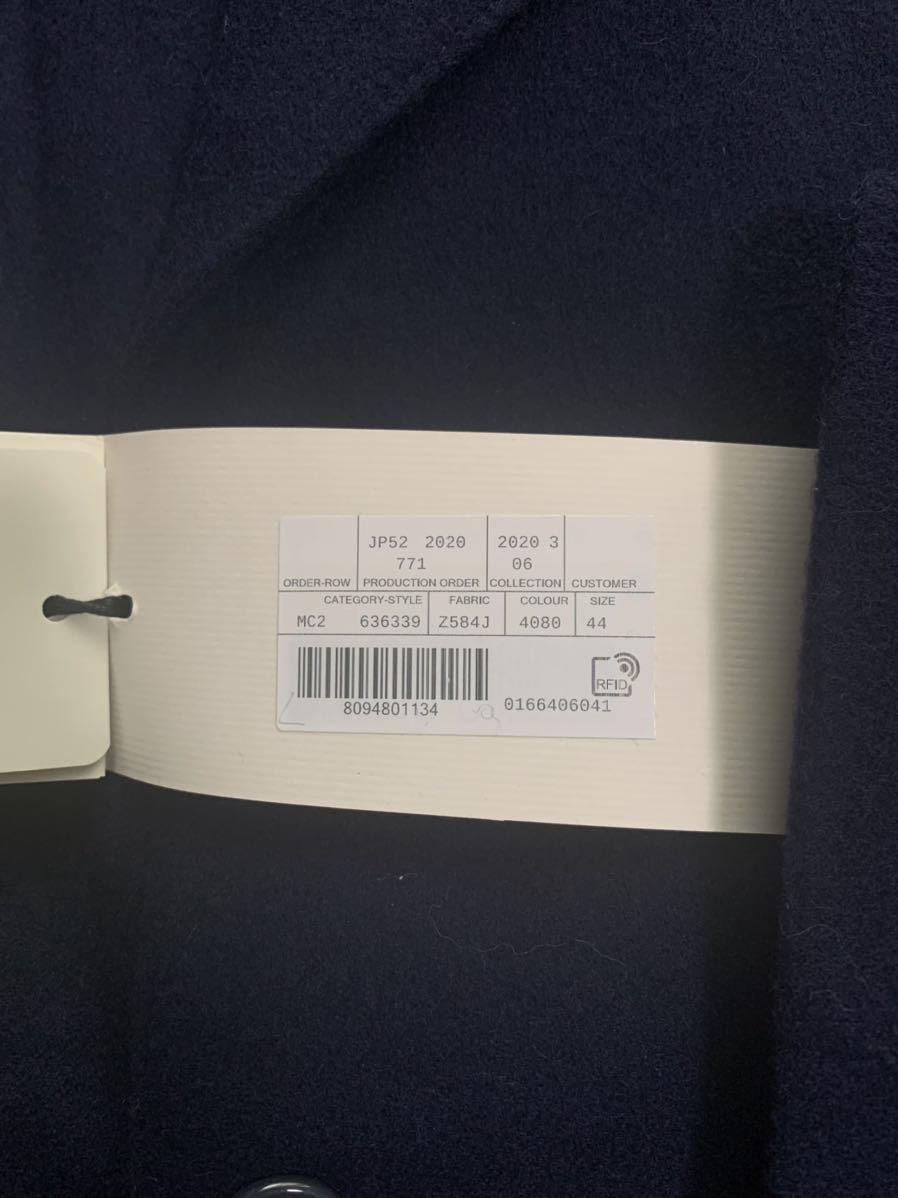 JP52 2020
771
2020 3
06
ORDER-ROW PRODUCTION ORDER COLLECTION CUSTOMER
CATEGORY-STYLE FABRIC COLOUR SIZE
MC2 636339 Z584J 4080 44
RFID
8094801134
0166406041